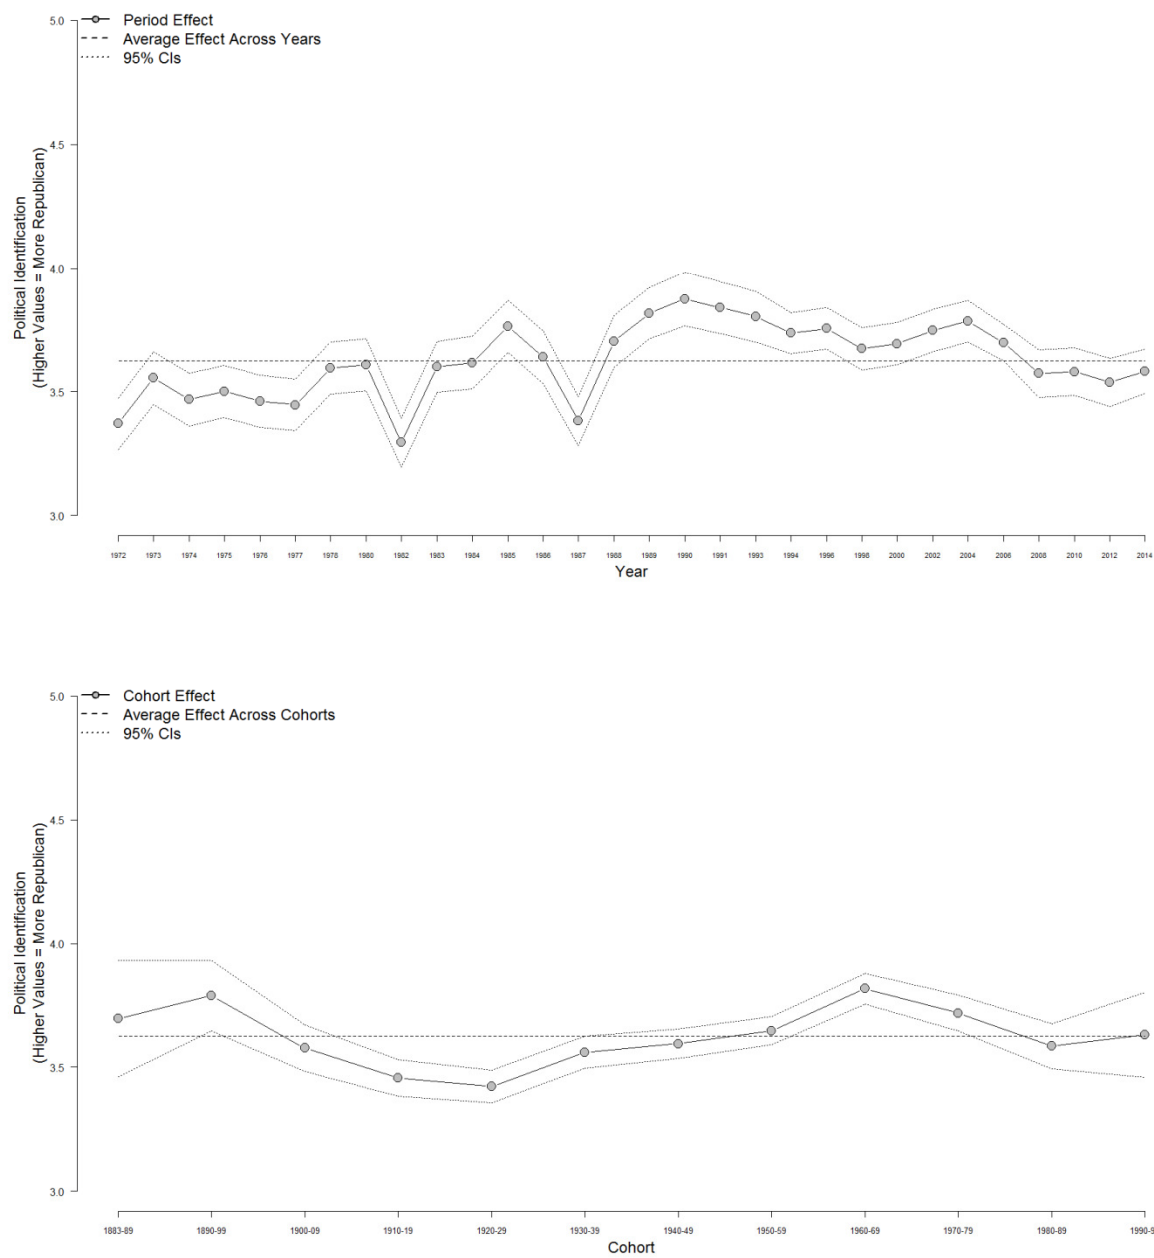 Period Effect
Average Effect Across Years
95% CIs
5.0
4.5
4.0
3.5
3.0
Political Identification
(Higher Values = More Republican)
1972 1973 1974 1975 1976 1977 1978 1980 1982 1983 1984 1985 1986 1987 1988 1989 1990 1991 1993 1994 1996 1998 2000 2002 2004 2006 2008 2010 2012 2014
Year
Cohort Effect
Average Effect Across Cohorts
95% CIs
5.0
4.5
4.0
3.5
3.0
Political Identification
(Higher Values = More Republican)
1883-89 1890-99 1900-09 1910-19 1920-29 1930-39 1940-49 1950-59 1960-69 1970-79 1980-89 1990-9
Cohort